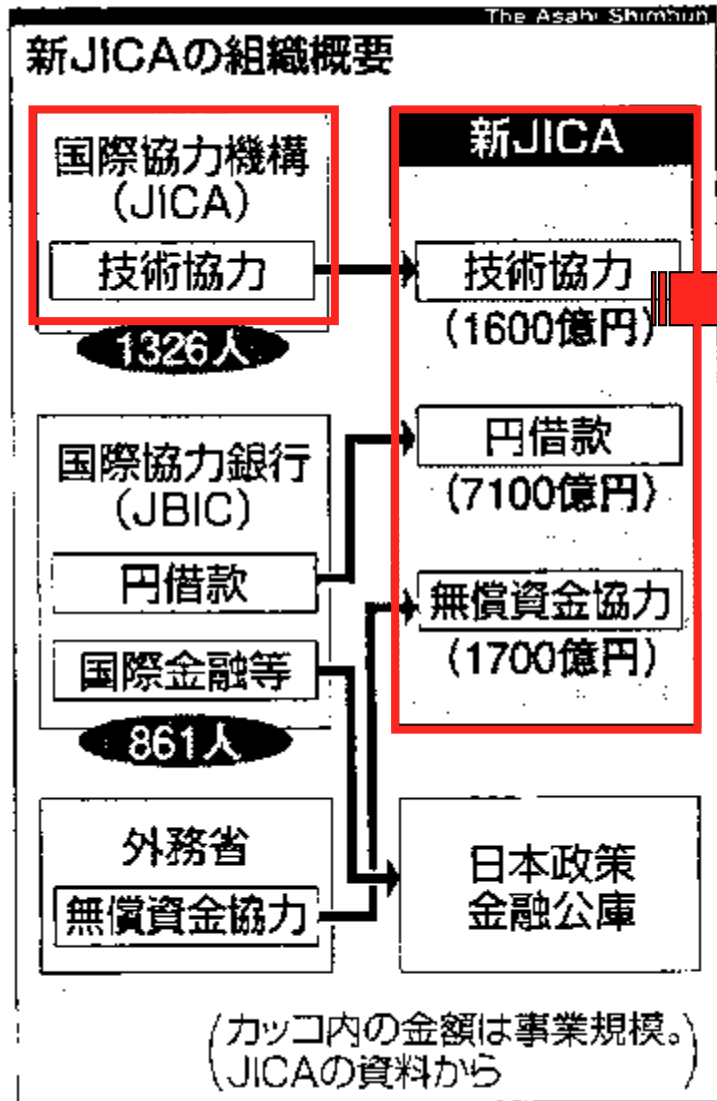 The Asahi Shimbun
新JICAの組織概要
国際協力機構
(JICA)
技術協力
1326人
国際協力銀行
(JBIC)
円借款
国際金融等
861人
外務省
無償資金協力
新JICA
技術協力
(1600億円)
円借款
(7100億円)
無償資金協力
(1700億円)
日本政策
金融公庫
(カッコ内の金額は事業規模。
JICAの資料から)